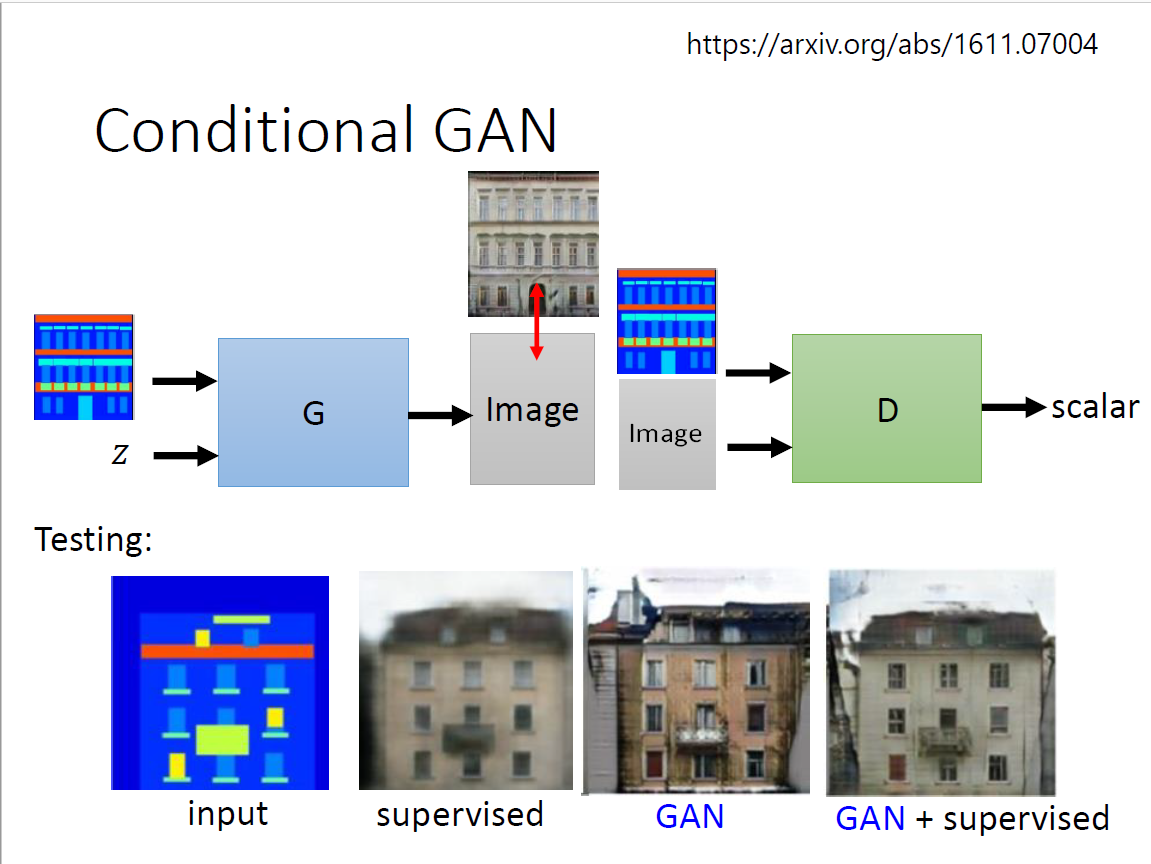 https://arxiv.org/abs/1611.07004
Conditional GAN
G
Image
Image
D
scalar
z
Testing:
input
supervised
GAN
GAN + supervised